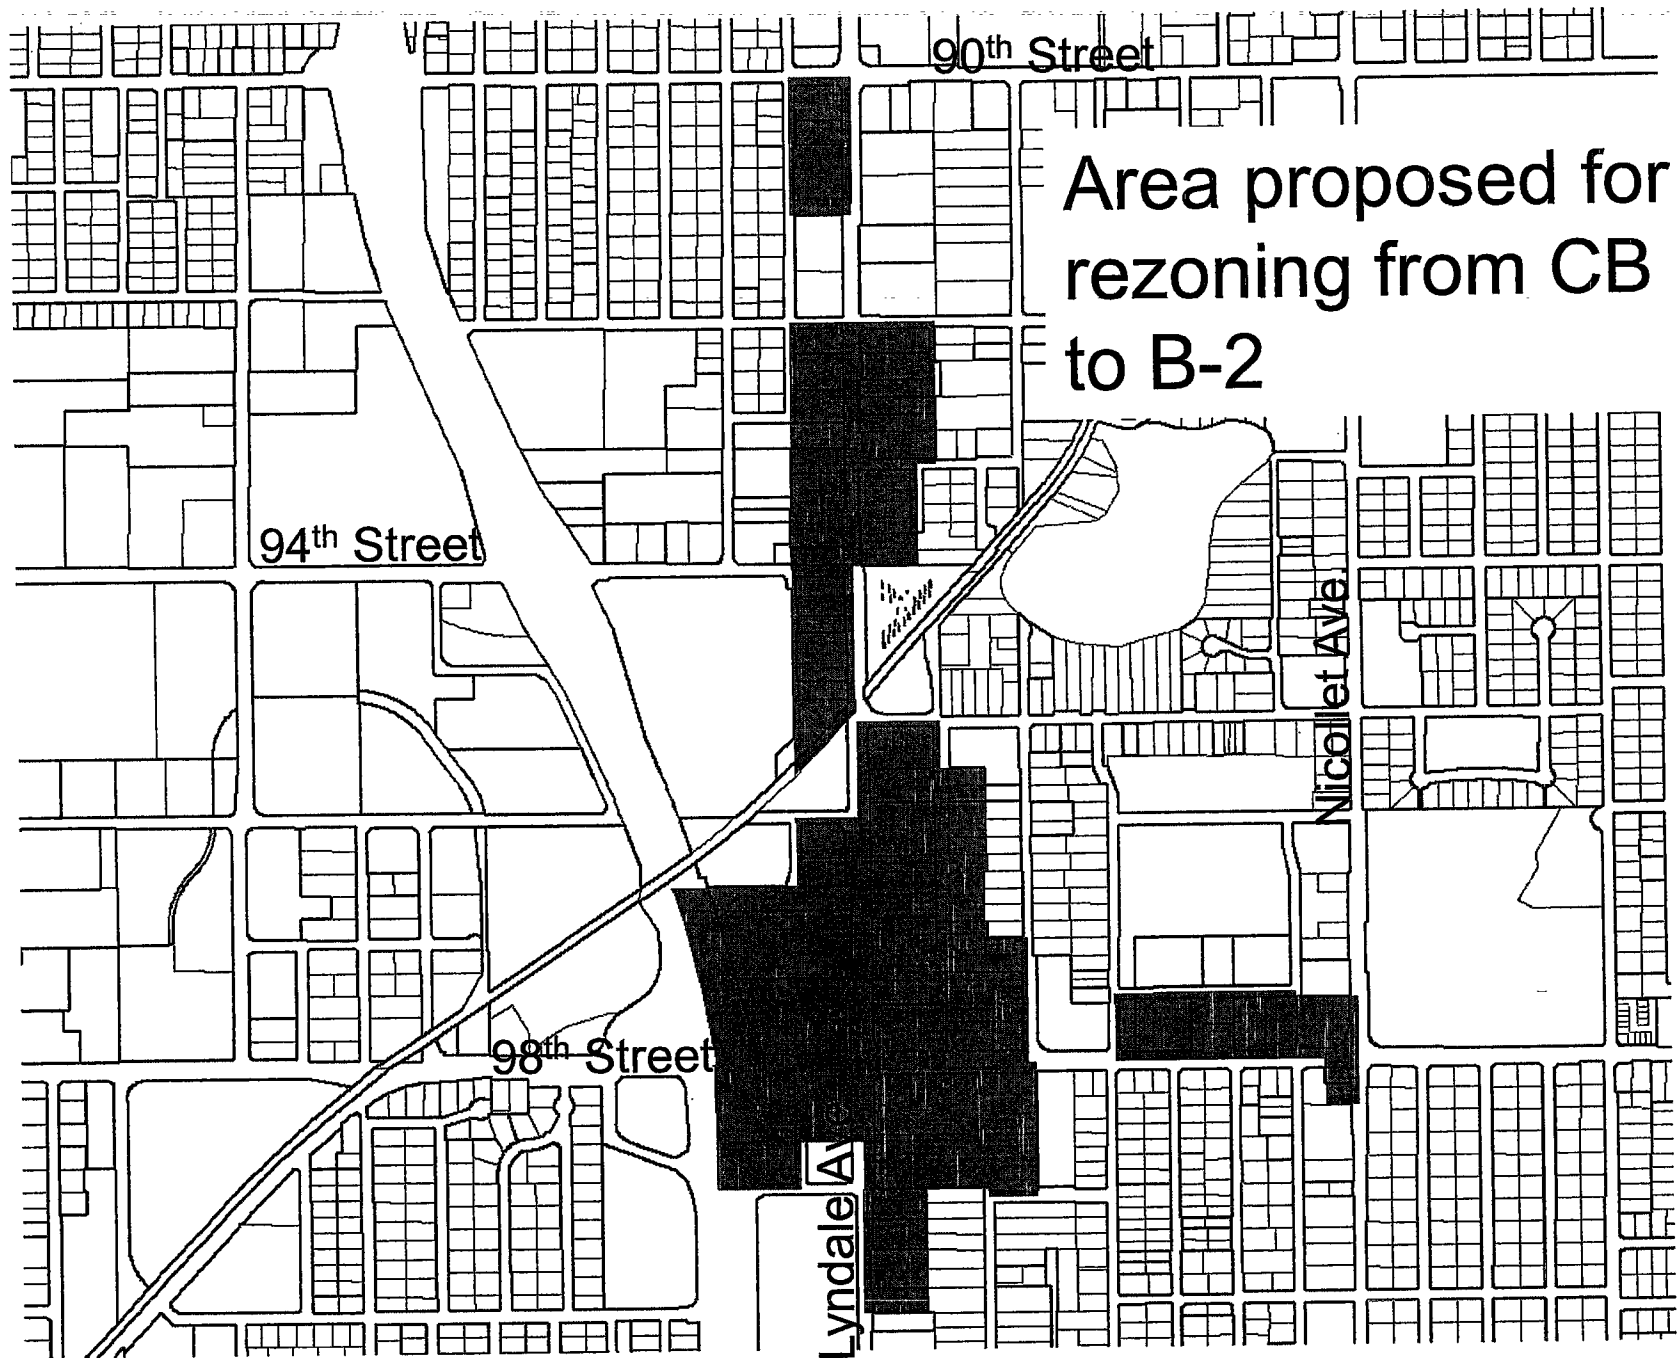 90th Street
Area proposed for
rezoning from CB
to B-2
94th Street
Nicollet Ave.
98th Street
Lyndale Ave